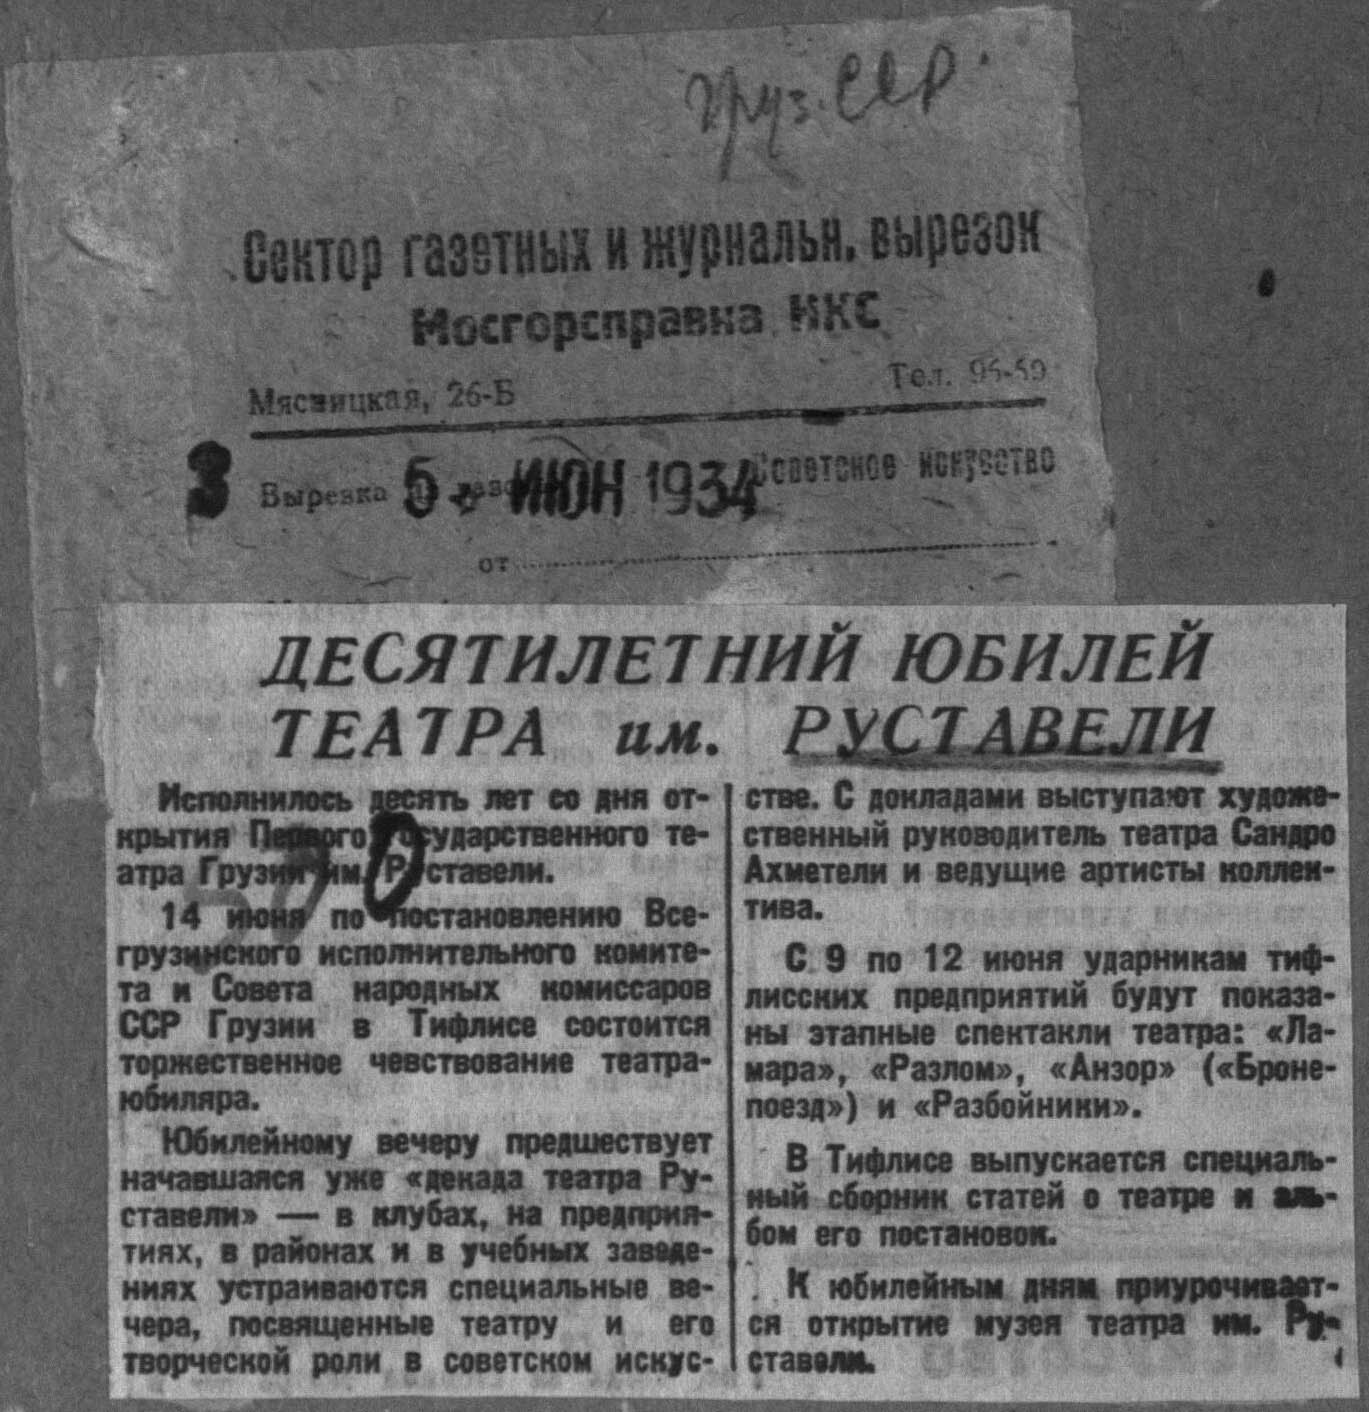 Груз. ССР.
Сектор газетных и журнальн. вырезок
Мосгорсправка НКС
Мясницкая, 26-Б Тел. 96-59
3 Вырезка из газ. 5 ИЮН 1934 Советское искусство
от
ДЕСЯТИЛЕТНИЙ ЮБИЛЕЙ
ТЕАТРА им. РУСТАВЕЛИ
Исполнилось десять лет со дня от-
крытия Первого Государственного те-
атра Грузии им. Руставели.
14 июня по постановлению Все-
грузинского исполнительного комите-
та и Совета народных комиссаров
ССР Грузии в Тифлисе состоится
торжественное чевствование театра-
юбиляра.
Юбилейному вечеру предшествует
начавшаяся уже «декада театра Ру-
ставели» — в клубах, на предприя-
тиях, в районах и в учебных заведе-
ниях устраиваются специальные ве-
чера, посвященные театру и его
творческой роли в советском искус-
стве. С докладами выступают художе-
ственный руководитель театра Сандро
Ахметели и ведущие артисты коллек-
тива.
С 9 по 12 июня ударникам тиф-
лисских предприятий будут показа-
ны этапные спектакли театра: «Ла-
мара», «Разлом», «Анзор» («Броне-
поезд») и «Разбойники».
В Тифлисе выпускается специаль-
ный сборник статей о театре и аль-
бом его постановок.
К юбилейным дням приурочивает-
ся открытие музея театра им. Ру-
ставели.